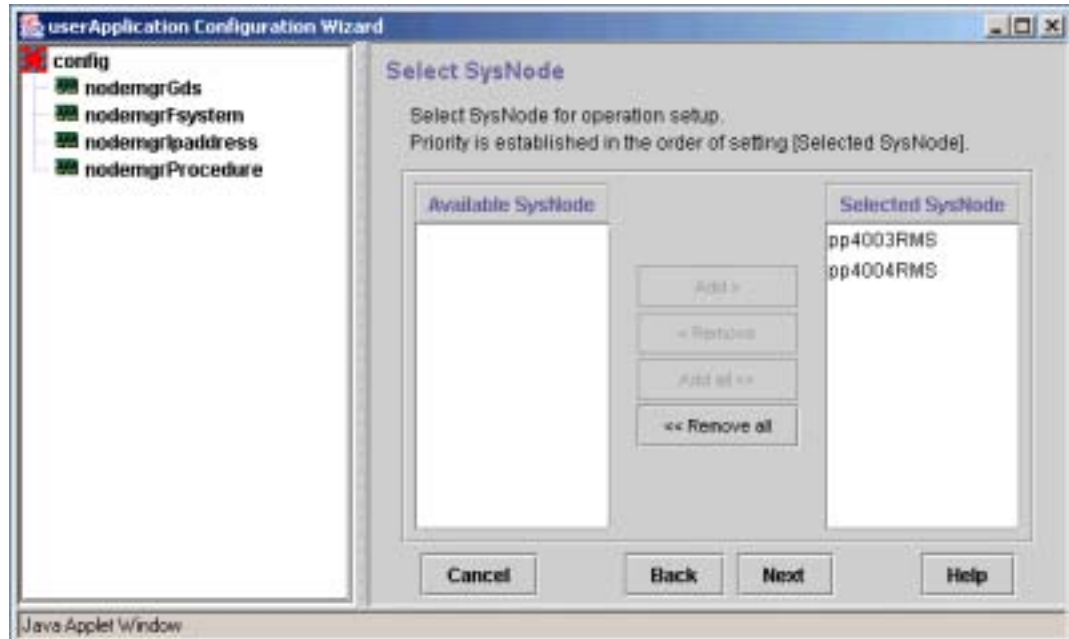 userApplication Configuration Wizard
config
nodemgrGds
nodemgrFsystem
nodemgrIpaddress
nodemgrProcedure
Select SysNode
Select SysNode for operation setup.
Priority is established in the order of setting [Selected SysNode].
Available SysNode
Selected SysNode
pp4003RMS
pp4004RMS
Add >
< Remove
Add all <<
<< Remove all
Cancel
Back
Next
Help
Java Applet Window